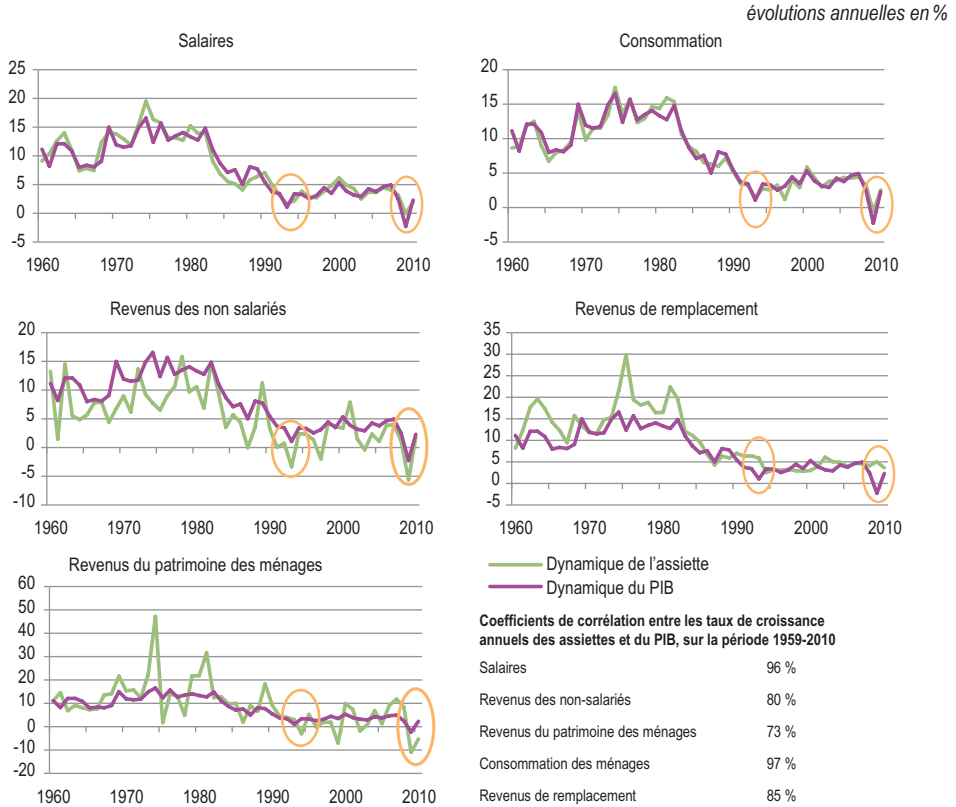 évolutions annuelles en %
Salaires
25
20
15
10
5
0
-5
1960 1970 1980 1990 2000 2010
Consommation
20
15
10
5
0
-5
1960 1970 1980 1990 2000 2010
Revenus des non salariés
20
15
10
5
0
-5
-10
1960 1970 1980 1990 2000 2010
Revenus de remplacement
35
30
25
20
15
10
5
0
-5
1960 1970 1980 1990 2000 2010
Revenus du patrimoine des ménages
60
50
40
30
20
10
0
-10
-20
1960 1970 1980 1990 2000 2010
Dynamique de l'assiette
Dynamique du PIB
Coefficients de corrélation entre les taux de croissance
annuels des assiettes et du PIB, sur la période 1959-2010
Salaires 96 %
Revenus des non-salariés 80 %
Revenus du patrimoine des ménages 73 %
Consommation des ménages 97 %
Revenus de remplacement 85 %